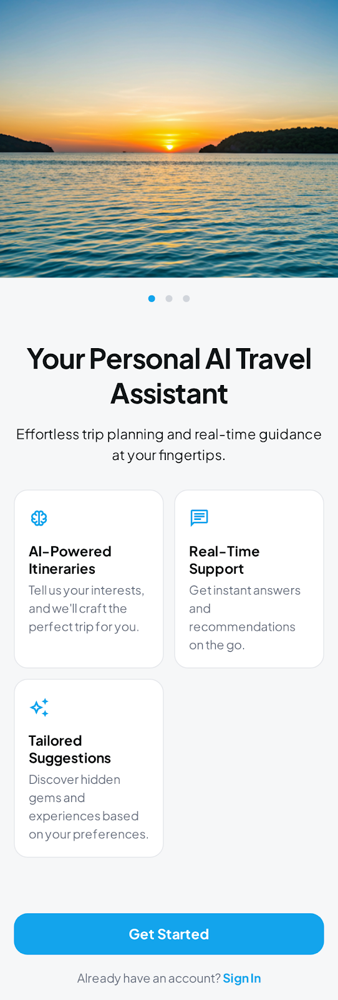 Your Personal AI Travel
Assistant
Effortless trip planning and real-time guidance
at your fingertips.
AI-Powered
Itineraries
Tell us your interests,
and we'll craft the
perfect trip for you.
Real-Time
Support
Get instant answers
and
recommendations
on the go.
Tailored
Suggestions
Discover hidden
gems and
experiences based
on your preferences.
Get Started
Already have an account? Sign In